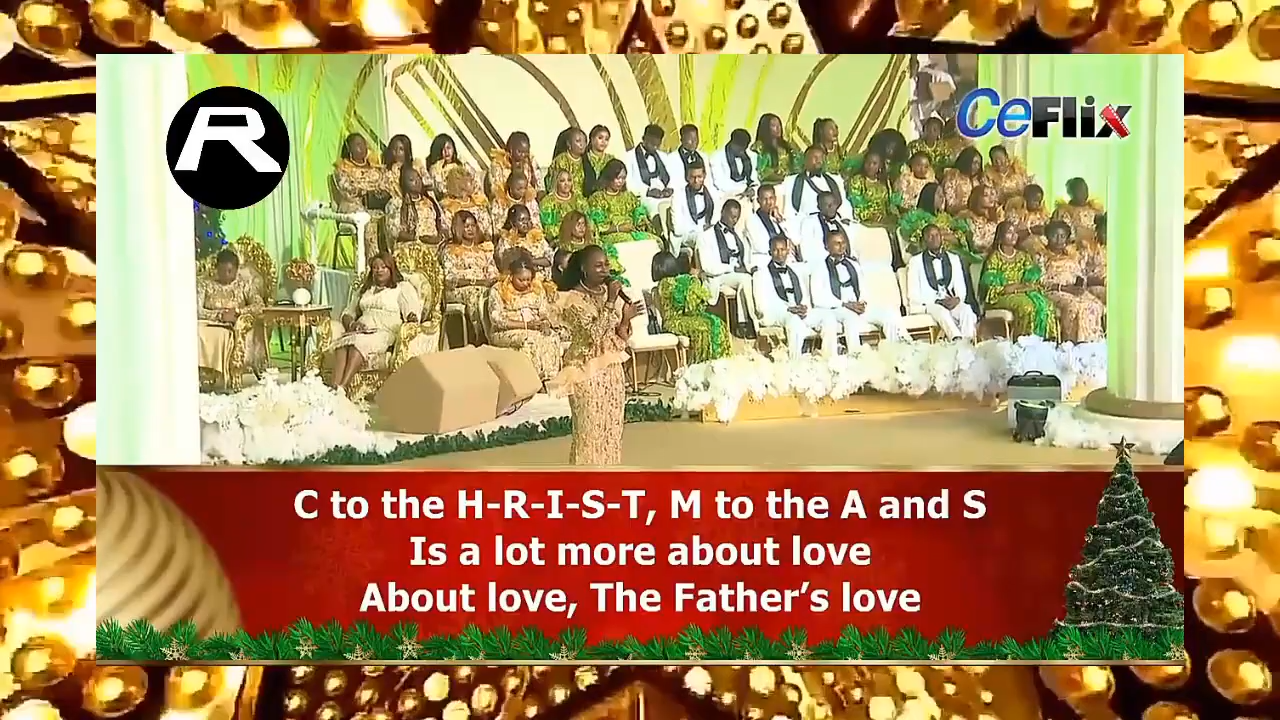 R
CeFlix
C to the H-R-I-S-T, M to the A and S
Is a lot more about love
About love, The Father’s love